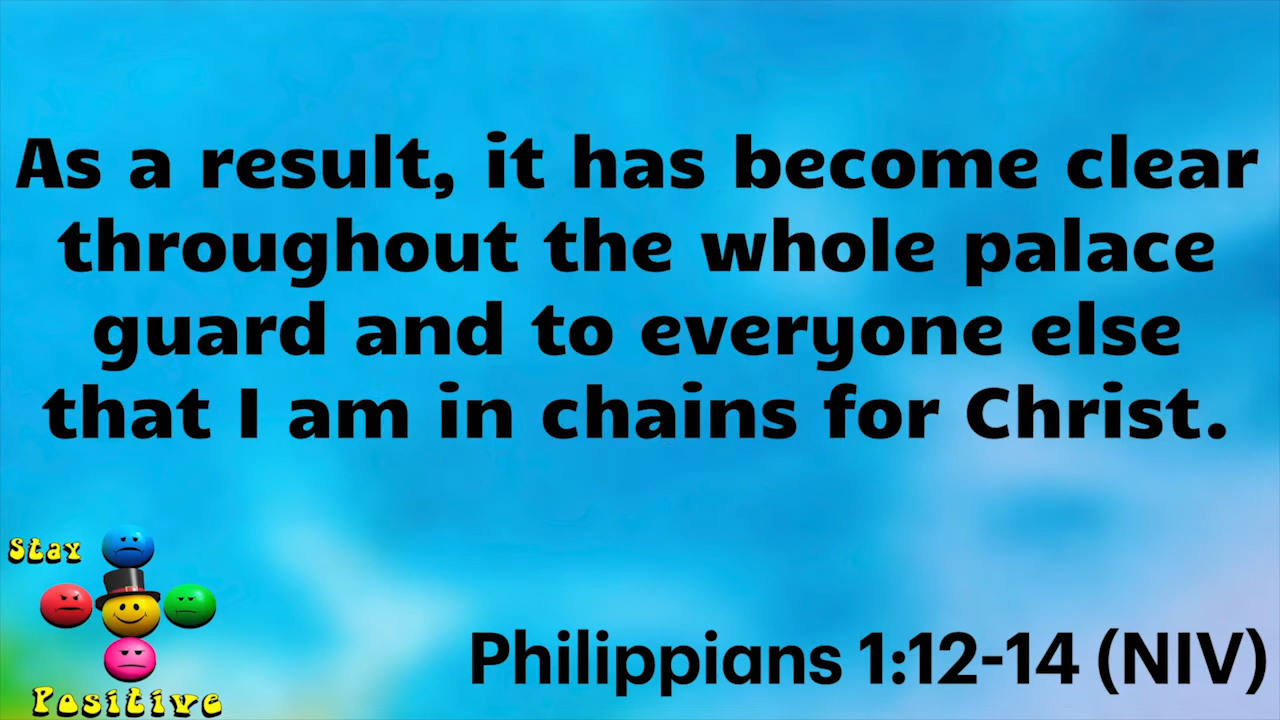 As a result, it has become clear
throughout the whole palace
guard and to everyone else
that I am in chains for Christ.
Stay
Positive
Philippians 1:12-14 (NIV)